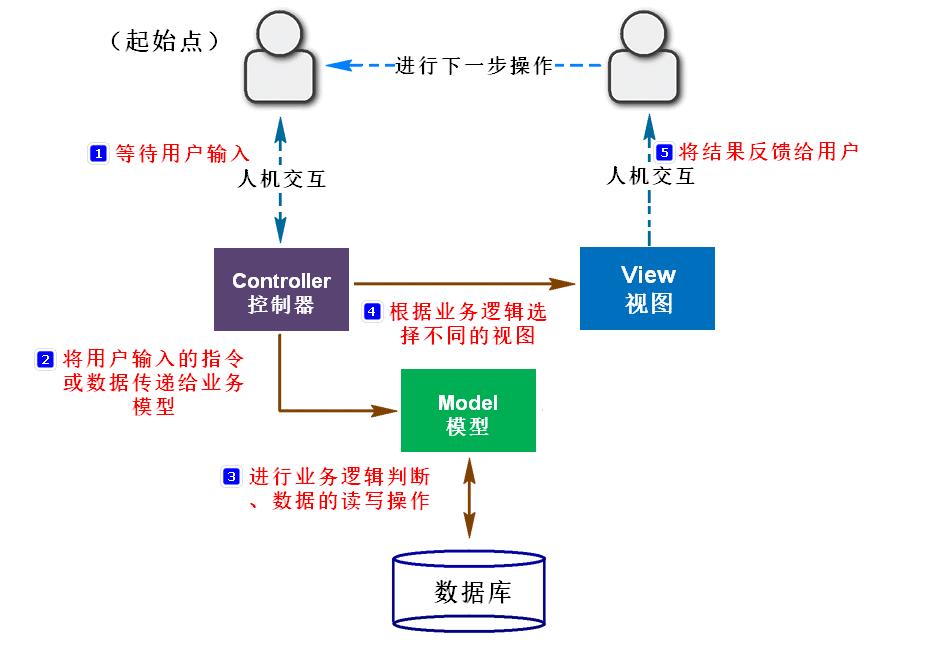 （起始点）
进行下一步操作
1 等待用户输入
人机交互
5 将结果反馈给用户
人机交互
Controller
控制器
View
视图
4 根据业务逻辑选
择不同的视图
2 将用户输入的指令
或数据传递给业务
模型
Model
模型
3 进行业务逻辑判断
、数据的读写操作
数据库